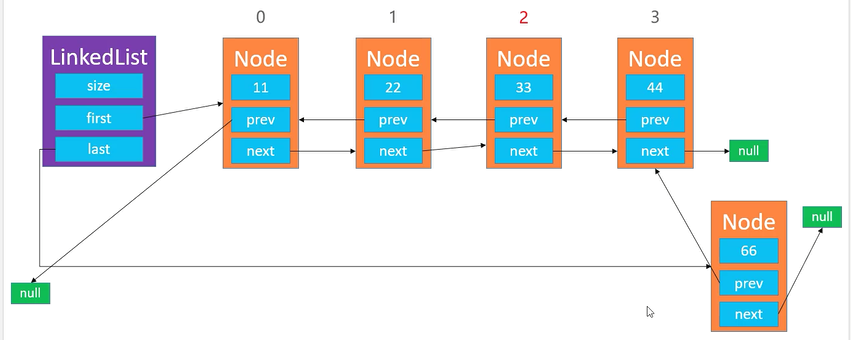 0 1 2 3
LinkedList
size
first
last
Node
11
prev
next
Node
22
prev
next
Node
33
prev
next
Node
44
prev
next
null
Node
66
prev
next
null
null